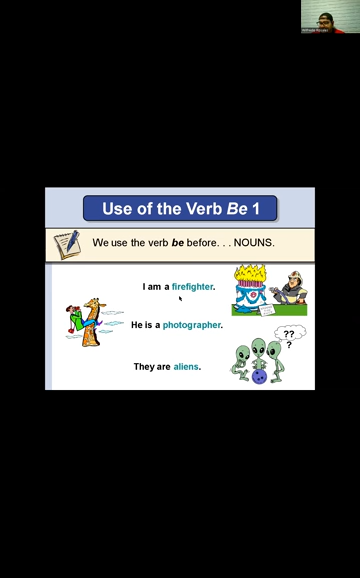 Use of the Verb Be 1
We use the verb be before. . . NOUNS.
I am a firefighter.
He is a photographer.
??
?
They are aliens.